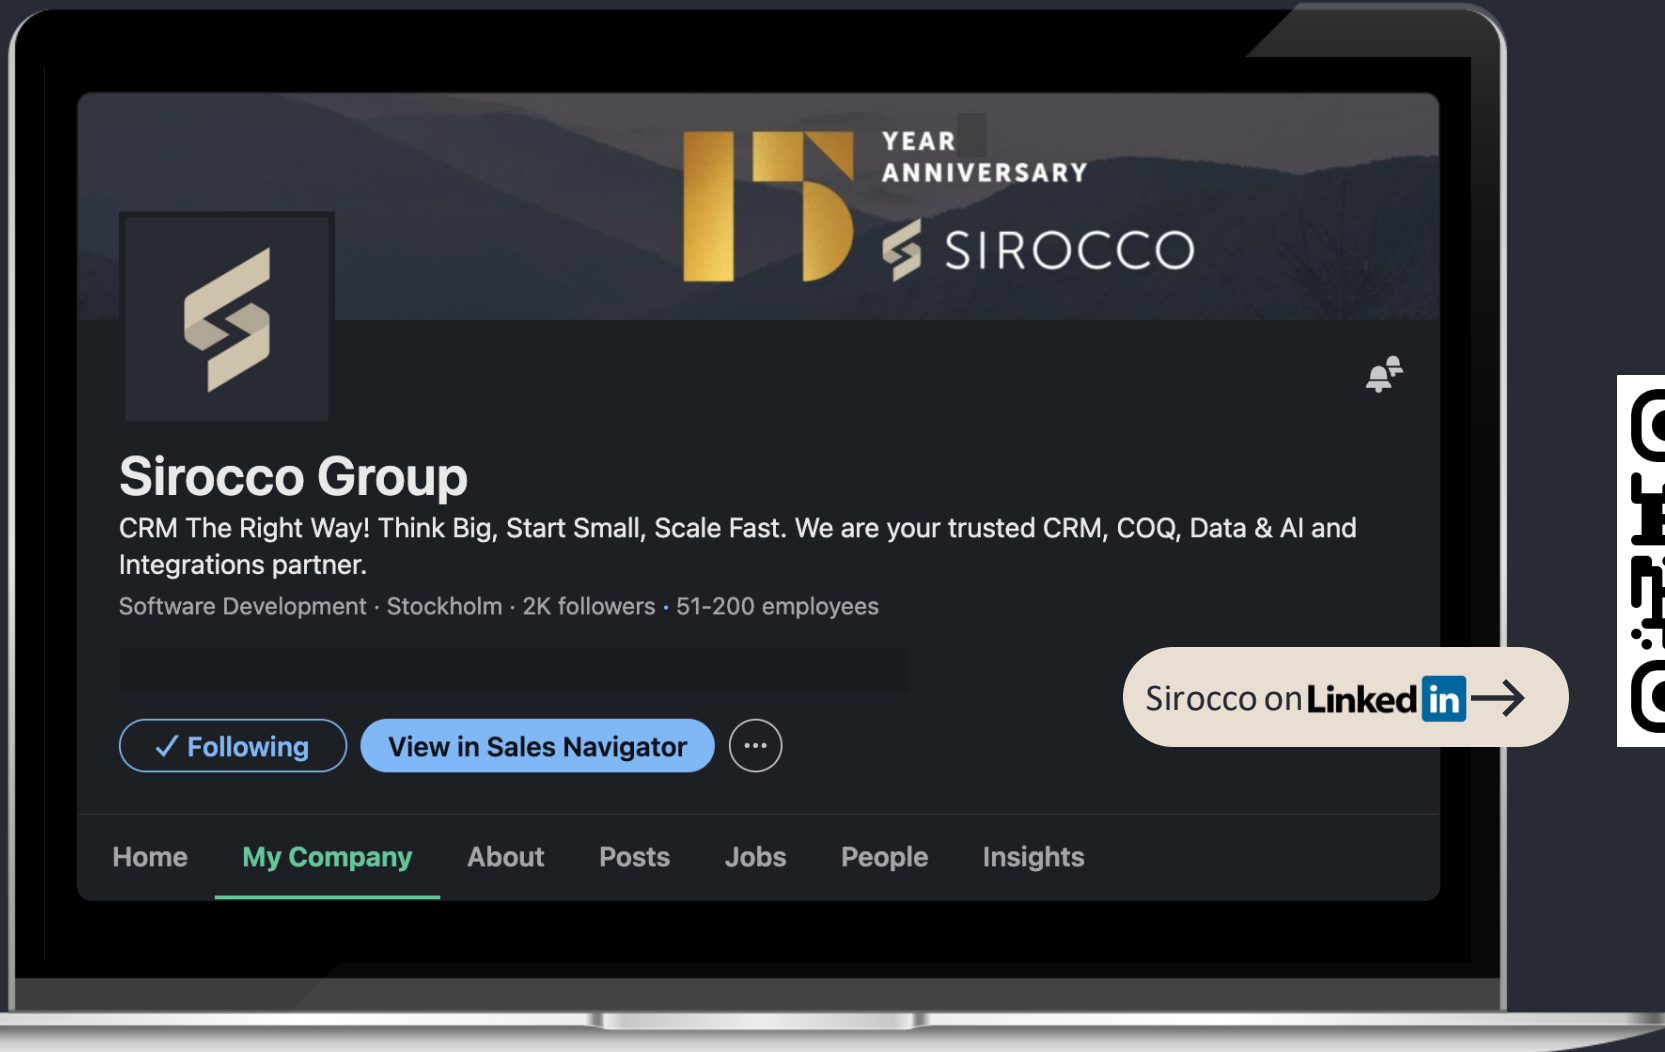 15 YEAR
ANNIVERSARY
SIROCCO
Sirocco Group
CRM The Right Way! Think Big, Start Small, Scale Fast. We are your trusted CRM, COQ, Data & AI and
Integrations partner.
Software Development · Stockholm · 2K followers · 51-200 employees
Sirocco on Linked in →
✓ Following View in Sales Navigator ···
Home My Company About Posts Jobs People Insights